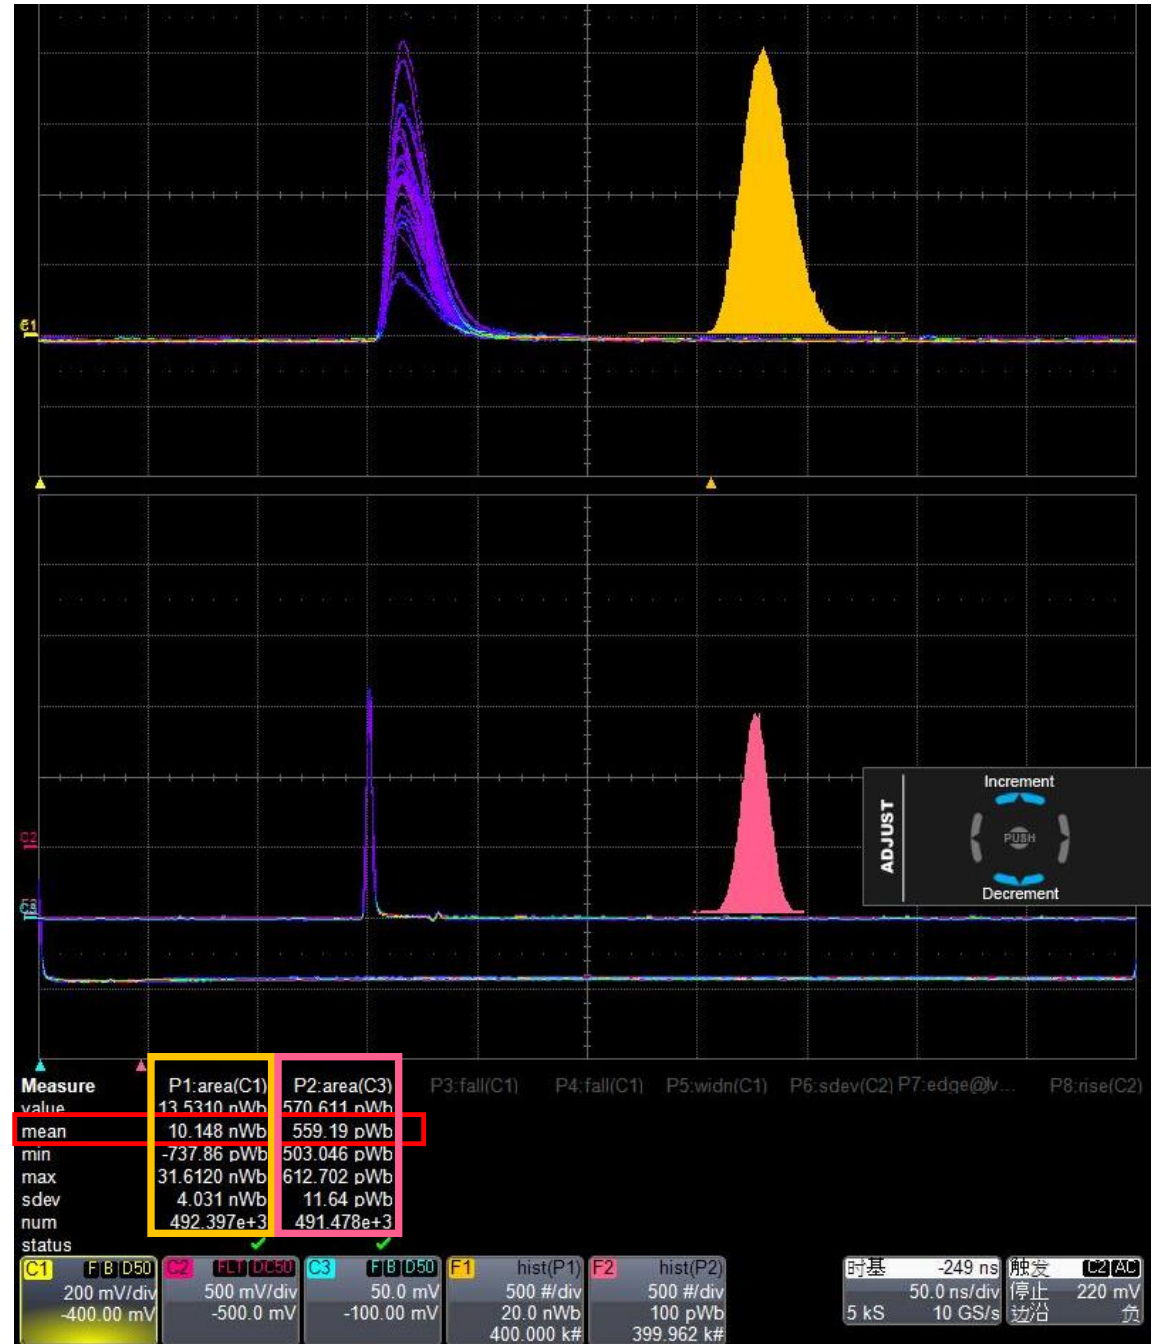 C1
Increment
ADJUST
PUSH
Decrement
C2
C3
Measure P1:area(C1) P2:area(C3) P3:fall(C1) P4:fall(C1) P5:widn(C1) P6:sdev(C2) P7:edge@lv... P8:rise(C2)
value 13.5310 nWb 570.611 pWb
mean 10.148 nWb 559.19 pWb
min -737.86 pWb 503.046 pWb
max 31.6120 nWb 612.702 pWb
sdev 4.031 nWb 11.64 pWb
num 492.397e+3 491.478e+3
status
C1 F B D50 C2 FLT DC50 C3 F B D50 F1 hist(P1) F2 hist(P2) 时基 -249 ns 触发 C2 AC
200 mV/div 500 mV/div 50.0 mV/ 500 #/div 500 #/div 50.0 ns/div 停止 220 mV
-400.00 mV -500.0 mV -100.00 mV 20.0 nWb 100 pWb 5 kS 10 GS/s 边沿 负
400.000 k# 399.962 k#